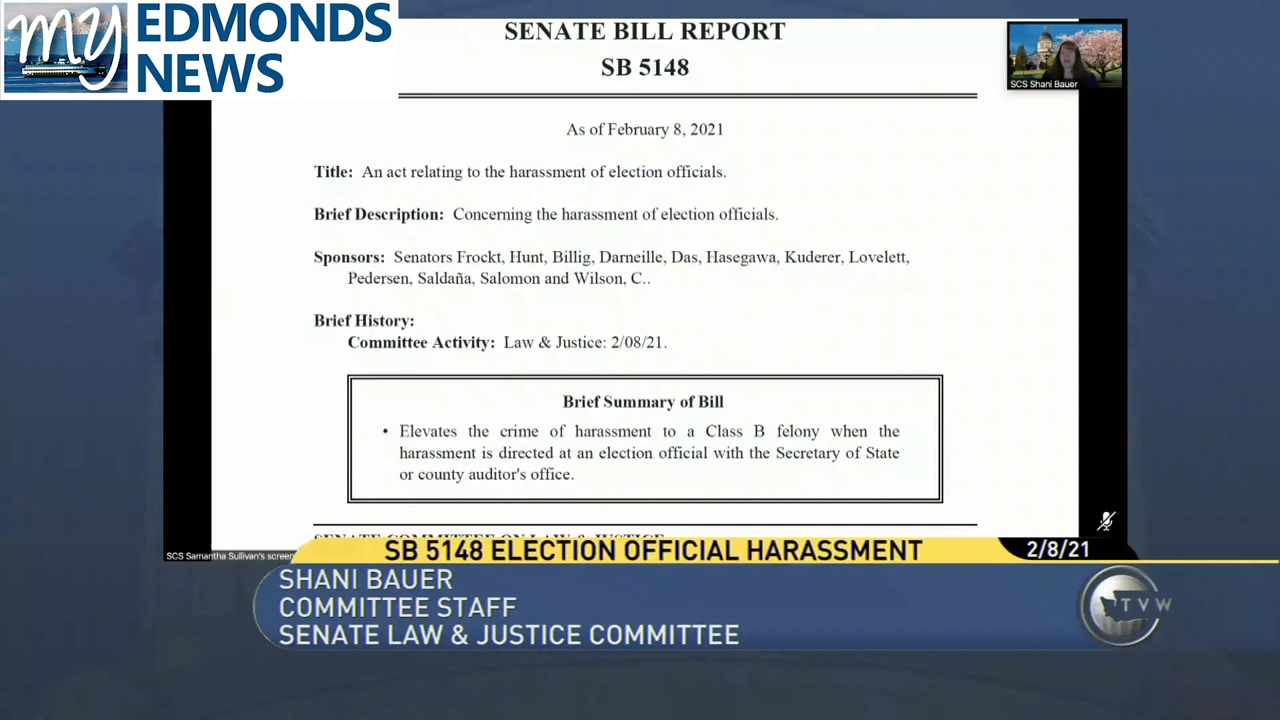 my EDMONDS
NEWS
SENATE BILL REPORT
SB 5148
SCS Shani Bauer
As of February 8, 2021
Title: An act relating to the harassment of election officials.
Brief Description: Concerning the harassment of election officials.
Sponsors: Senators Frockt, Hunt, Billig, Darneille, Das, Hasegawa, Kuderer, Lovelett,
Pedersen, Saldaña, Salomon and Wilson, C..
Brief History:
Committee Activity: Law & Justice: 2/08/21.
Brief Summary of Bill
• Elevates the crime of harassment to a Class B felony when the
harassment is directed at an election official with the Secretary of State
or county auditor's office.
SENATE COMMITTEE ON LAW & JUSTICE
SCS Samantha Sullivan's screen
SB 5148 ELECTION OFFICIAL HARASSMENT
2/8/21
SHANI BAUER
COMMITTEE STAFF
SENATE LAW & JUSTICE COMMITTEE
TVW